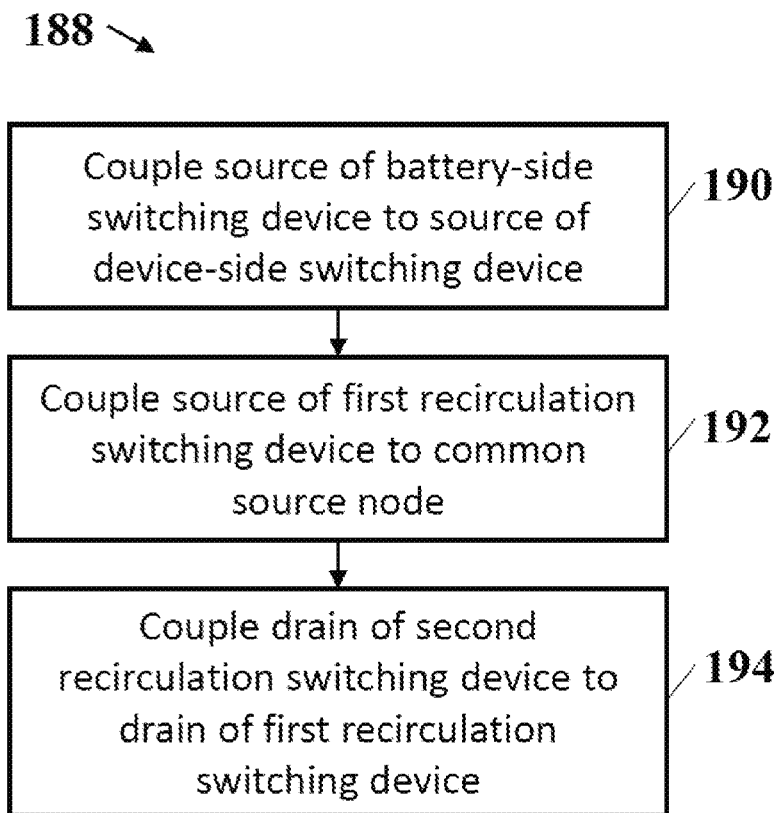 188
Couple source of battery-side
switching device to source of
device-side switching device
190
Couple source of first recirculation
switching device to common
source node
192
Couple drain of second
recirculation switching device to
drain of first recirculation
switching device
194